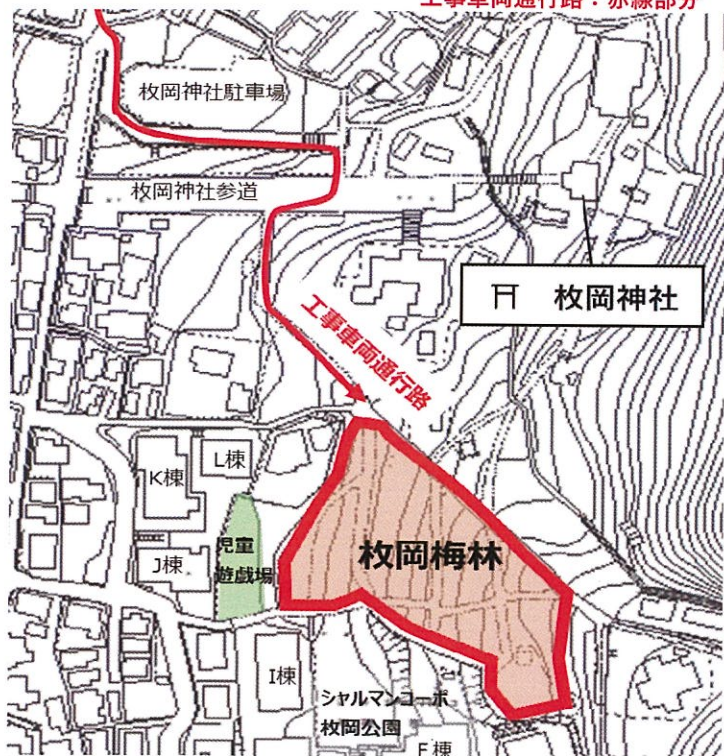 工事車両通行路：赤線部分
枚岡神社駐車場
枚岡神社参道
枚岡神社
工事車両通行路
L棟
K棟
児童
遊戯場
J棟
枚岡梅林
I棟
シャルマンコーポ
枚岡公園
F棟